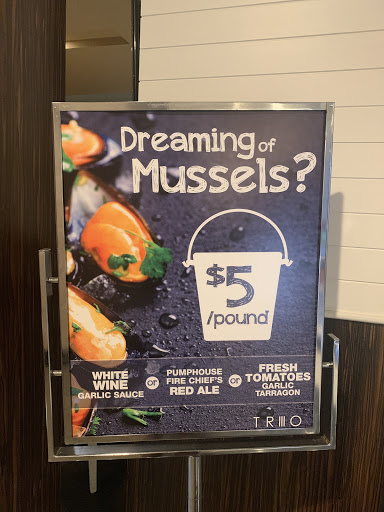 Dreaming of
Mussels?
$5
/pound
WHITE
WINE
GARLIC SAUCE
or
PUMPHOUSE
FIRE CHIEF'S
RED ALE
or
FRESH
TOMATOES
GARLIC
TARRAGON
TRIIO